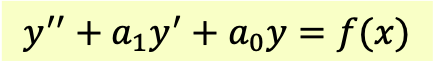 y′′ + a₁y′ + a₀y = f(x)